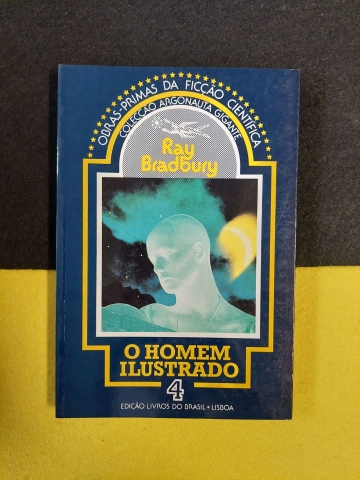 OBRAS-PRIMAS DA FICÇÃO CIENTÍFICA
COLECÇÃO ARGONAUTA GIGANTE
Ray
Bradbury
O HOMEM
ILUSTRADO
4
EDIÇÃO LIVROS DO BRASIL • LISBOA